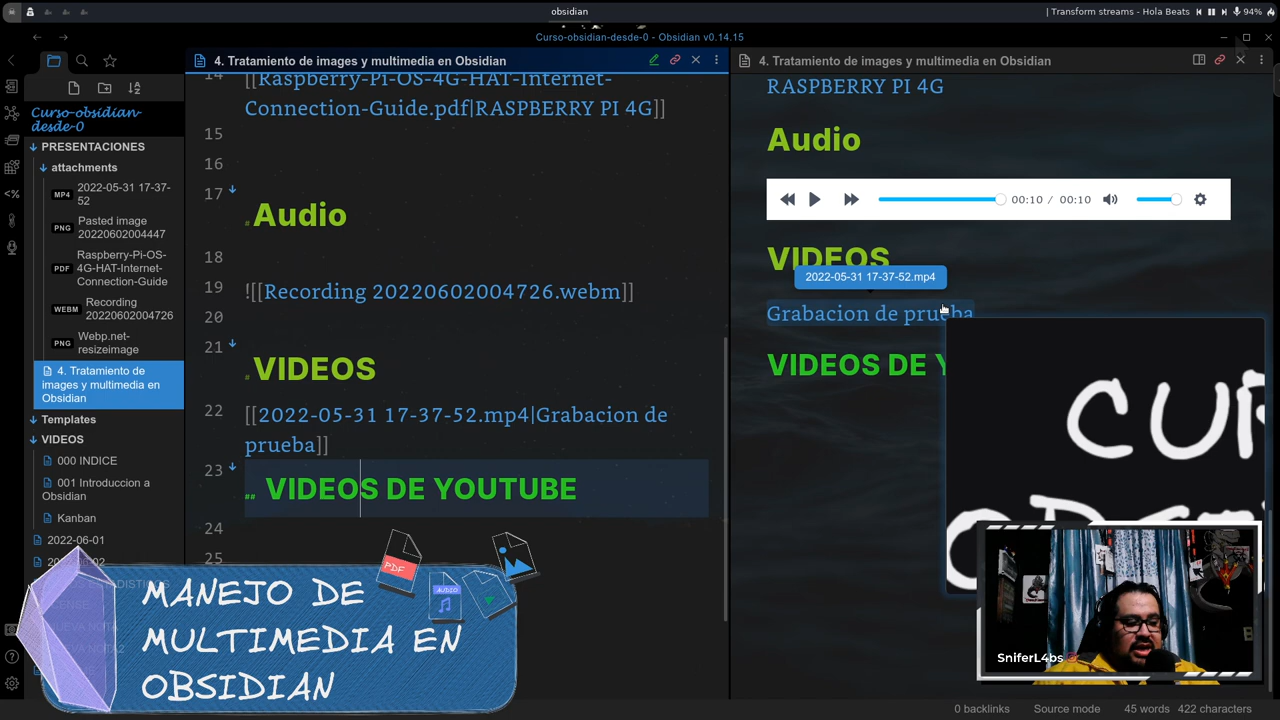 obsidian
| Transform streams - Hola Beats
94%
Curso-obsidian-desde-0 - Obsidian v0.14.15
Curso-obsidian-
desde-0
PRESENTACIONES
attachments
MP4 2022-05-31 17-37-
52
PNG Pasted image
20220602004447
PDF Raspberry-Pi-OS-
4G-HAT-Internet-
Connection-Guide
WEBM Recording
20220602004726
PNG Webp.net-
resizeimage
4. Tratamiento de
images y multimedia en
Obsidian
Templates
VIDEOS
000 INDICE
001 Introduccion a
Obsidian
Kanban
2022-06-01
4. Tratamiento de images y multimedia en Obsidian
14 [[Raspberry-Pi-OS-4G-HAT-Internet-
Connection-Guide.pdf|RASPBERRY PI 4G]]
15
16
17 # Audio
18
19 ![[Recording 20220602004726.webm]]
20
21 # VIDEOS
22 [[2022-05-31 17-37-52.mp4|Grabacion de
prueba]]
23 ## VIDEOS DE YOUTUBE
24
25
4. Tratamiento de images y multimedia en Obsidian
RASPBERRY PI 4G
Audio
00:10 / 00:10
VIDEOS
2022-05-31 17-37-52.mp4
Grabacion de prueba
VIDEOS DE Y
CUR
MANEJO DE
MULTIMEDIA EN
OBSIDIAN
PDF
AUDIO
SniferL4bs
0 backlinks Source mode 45 words 422 characters